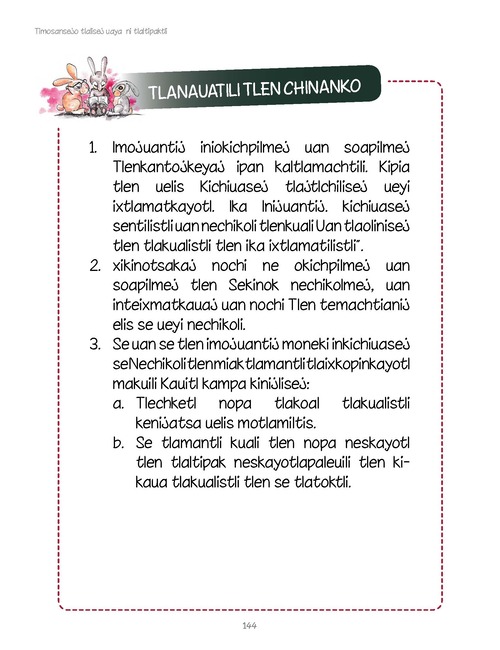 Timosansejo tlalisej uaya ni tlaltipaktli
TLANAUATILI TLEN CHINANKO
1. Imojuantij iniokichpilmej uan soapilmej
Tlenkantojkeyaj ipan kaltlamachtili. Kipia
tlen uelis Kichiuasej tlajtlchilisej ueyi
ixtlamatkayotl. Ika Inijuantij. kichiuasej
sentilistli uan nechikoli tlenkuali Uan tlaolinisej
tlen tlakualistli tlen ika ixtlamatilistli”.
2. xikinotsakaj nochi ne okichpilmej uan
soapilmej tlen Sekinok nechikolmej, uan
inteixmatkauaj uan nochi Tlen temachtianij
elis se ueyi nechikoli.
3. Se uan se tlen imojuantij moneki inkichiuasej
seNechikoli tlenmiak tlamantli tlaixkopinkayotl
makuili Kauitl kampa kinijlisej:
a. Tlechketl nopa tlakoal tlakualistli
kenijatsa uelis motlamiltis.
b. Se tlamantli kuali tlen nopa neskayotl
tlen tlaltipak neskayotlapaleuili tlen ki-
kaua tlakualistli tlen se tlatoktli.
144